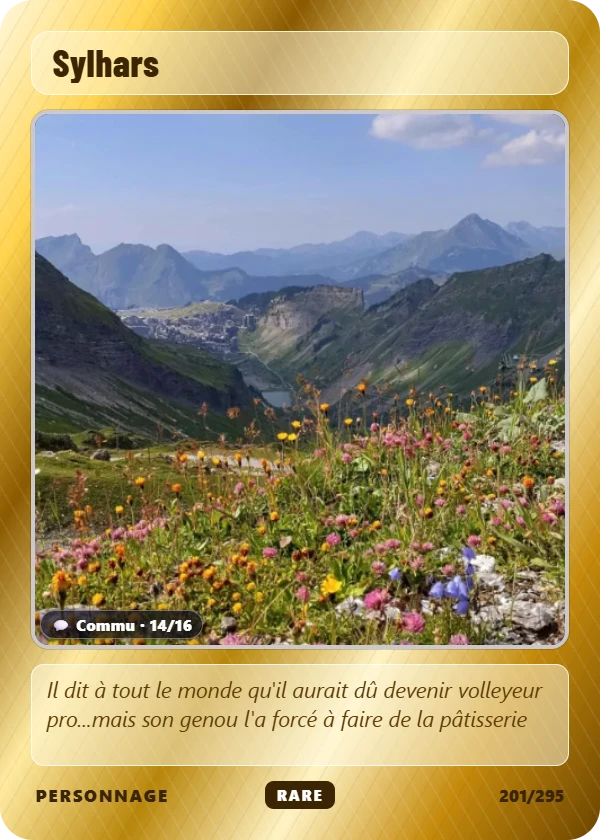 Sylhars
Commu · 14/16
Il dit à tout le monde qu'il aurait dû devenir volleyeur
pro...mais son genou l'a forcé à faire de la pâtisserie
PERSONNAGE
RARE
201/295